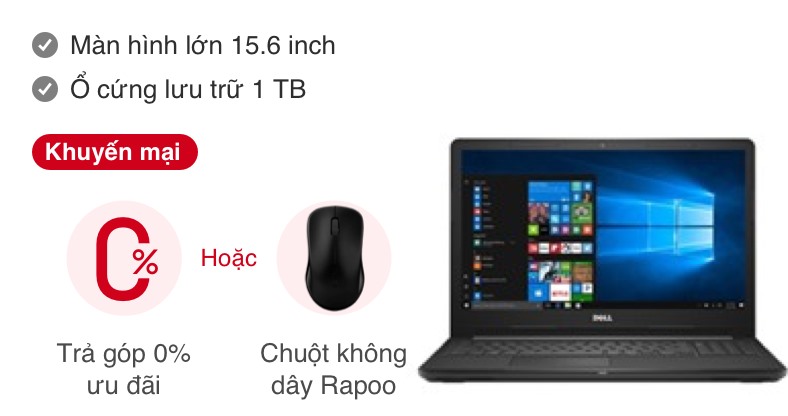 Màn hình lớn 15.6 inch
Ổ cứng lưu trữ 1 TB
Khuyến mại
0%
Hoặc
Trả góp 0%
ưu đãi
Chuột không
dây Rapoo
DELL